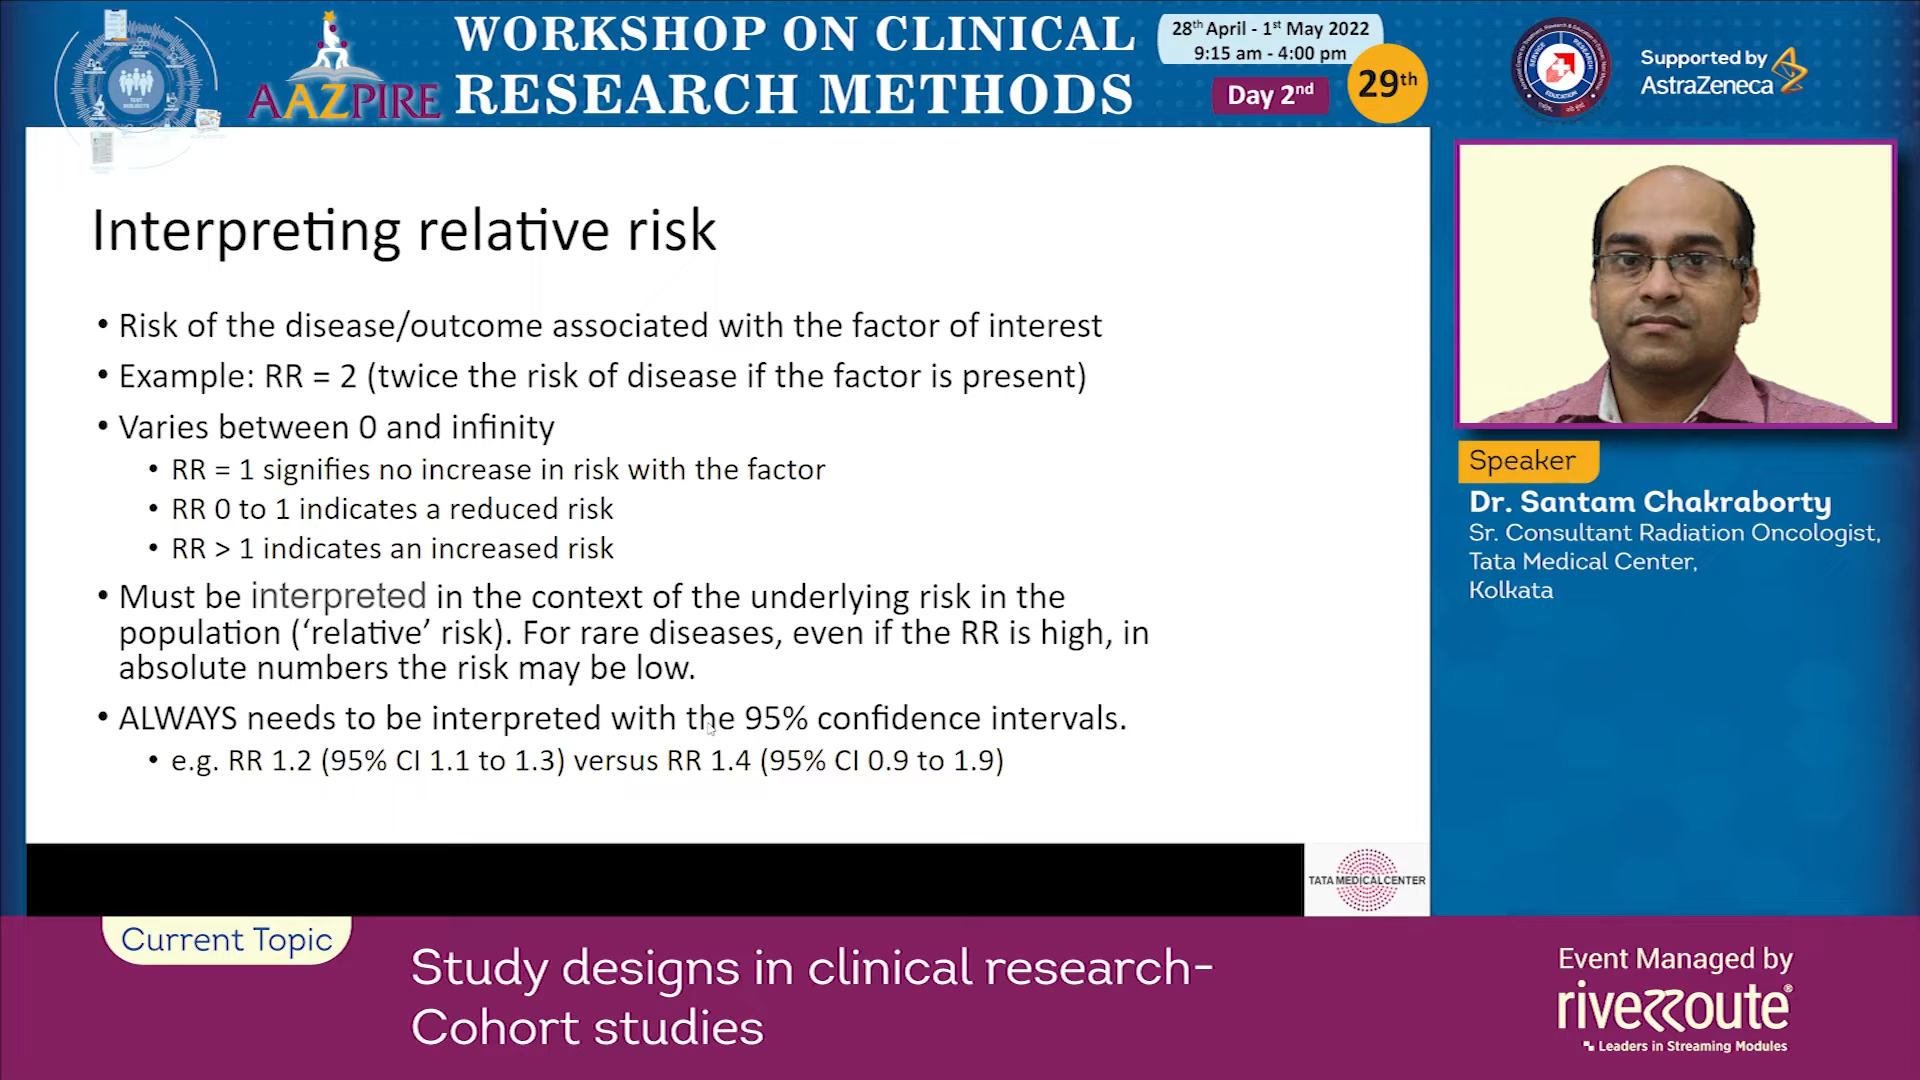 AAZPIRE
WORKSHOP ON CLINICAL
RESEARCH METHODS
28th April - 1st May 2022
9:15 am - 4:00 pm
Day 2nd
29th
Supported by
AstraZeneca
TEST
SUBJECTS
SERVICE
RESEARCH
EDUCATION
Interpreting relative risk
• Risk of the disease/outcome associated with the factor of interest
• Example: RR = 2 (twice the risk of disease if the factor is present)
• Varies between 0 and infinity
• RR = 1 signifies no increase in risk with the factor
• RR 0 to 1 indicates a reduced risk
• RR > 1 indicates an increased risk
• Must be interpreted in the context of the underlying risk in the
population (‘relative’ risk). For rare diseases, even if the RR is high, in
absolute numbers the risk may be low.
• ALWAYS needs to be interpreted with the 95% confidence intervals.
• e.g. RR 1.2 (95% CI 1.1 to 1.3) versus RR 1.4 (95% CI 0.9 to 1.9)
TATA MEDICAL CENTER
Speaker
Dr. Santam Chakraborty
Sr. Consultant Radiation Oncologist,
Tata Medical Center,
Kolkata
Current Topic
Study designs in clinical research-
Cohort studies
Event Managed by
riverroute®
Leaders in Streaming Modules